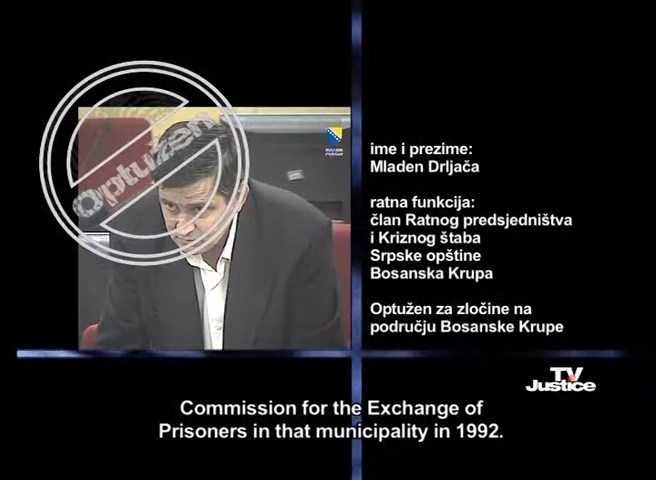 Optužen
ime i prezime:
Mladen Drljača
ratna funkcija:
član Ratnog predsjedništva
i Kriznog štaba
Srpske opštine
Bosanska Krupa
Optužen za zločine na
području Bosanske Krupe
TV
Justice
Commission for the Exchange of
Prisoners in that municipality in 1992.